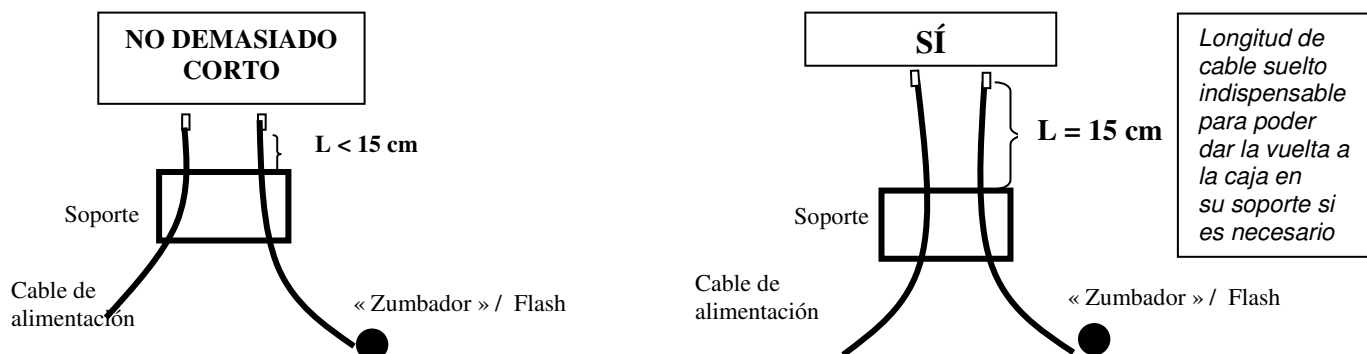 NO DEMASIADO
CORTO
L < 15 cm
Soporte
Cable de
alimentación
« Zumbador » / Flash
SÍ
L = 15 cm
Soporte
Cable de
alimentación
« Zumbador » / Flash
Longitud de
cable suelto
indispensable
para poder
dar la vuelta a
la caja en
su soporte si
es necesario